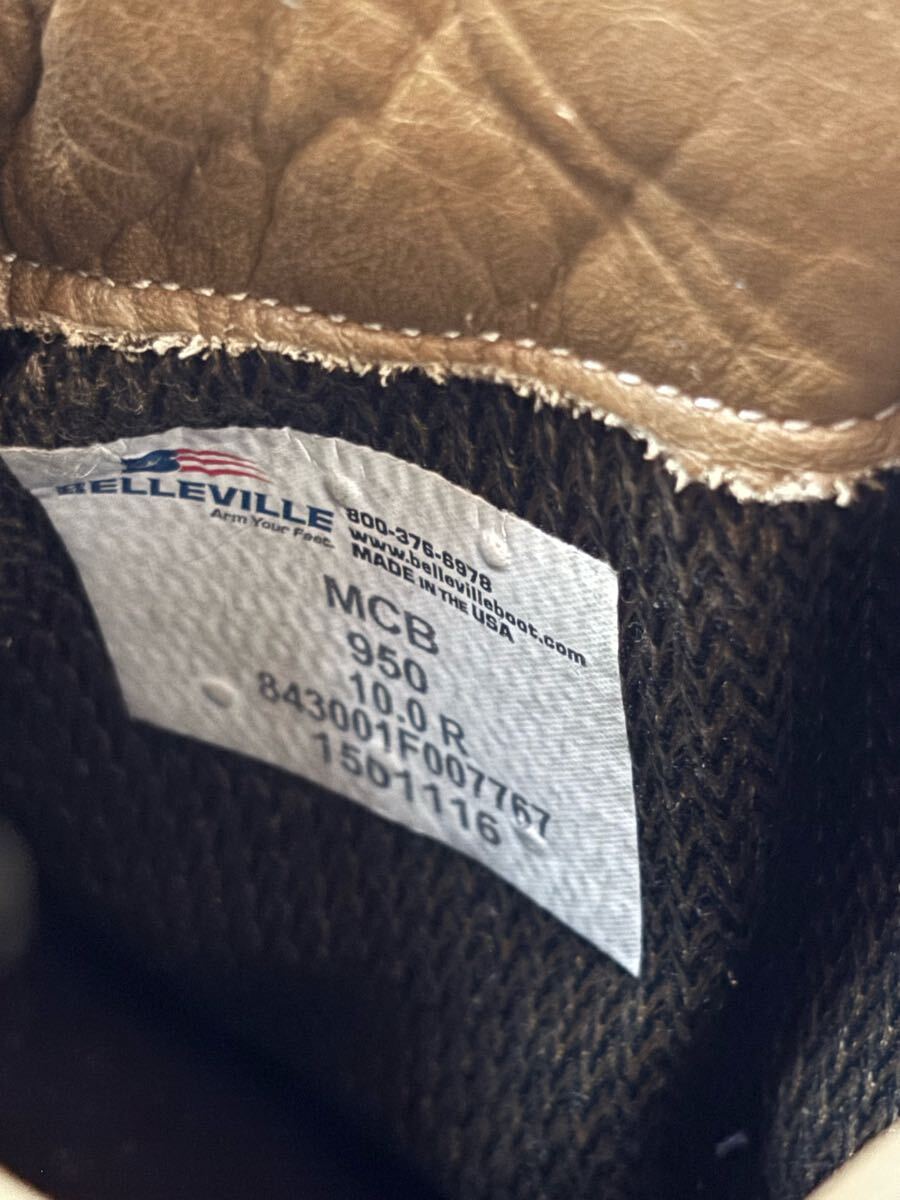 BELLEVILLE
Arm Your Feet.
800-376-6978
www.bellevilleboot.com
MADE IN THE USA
MCB
950
10.0 R
843001F007767
1501116